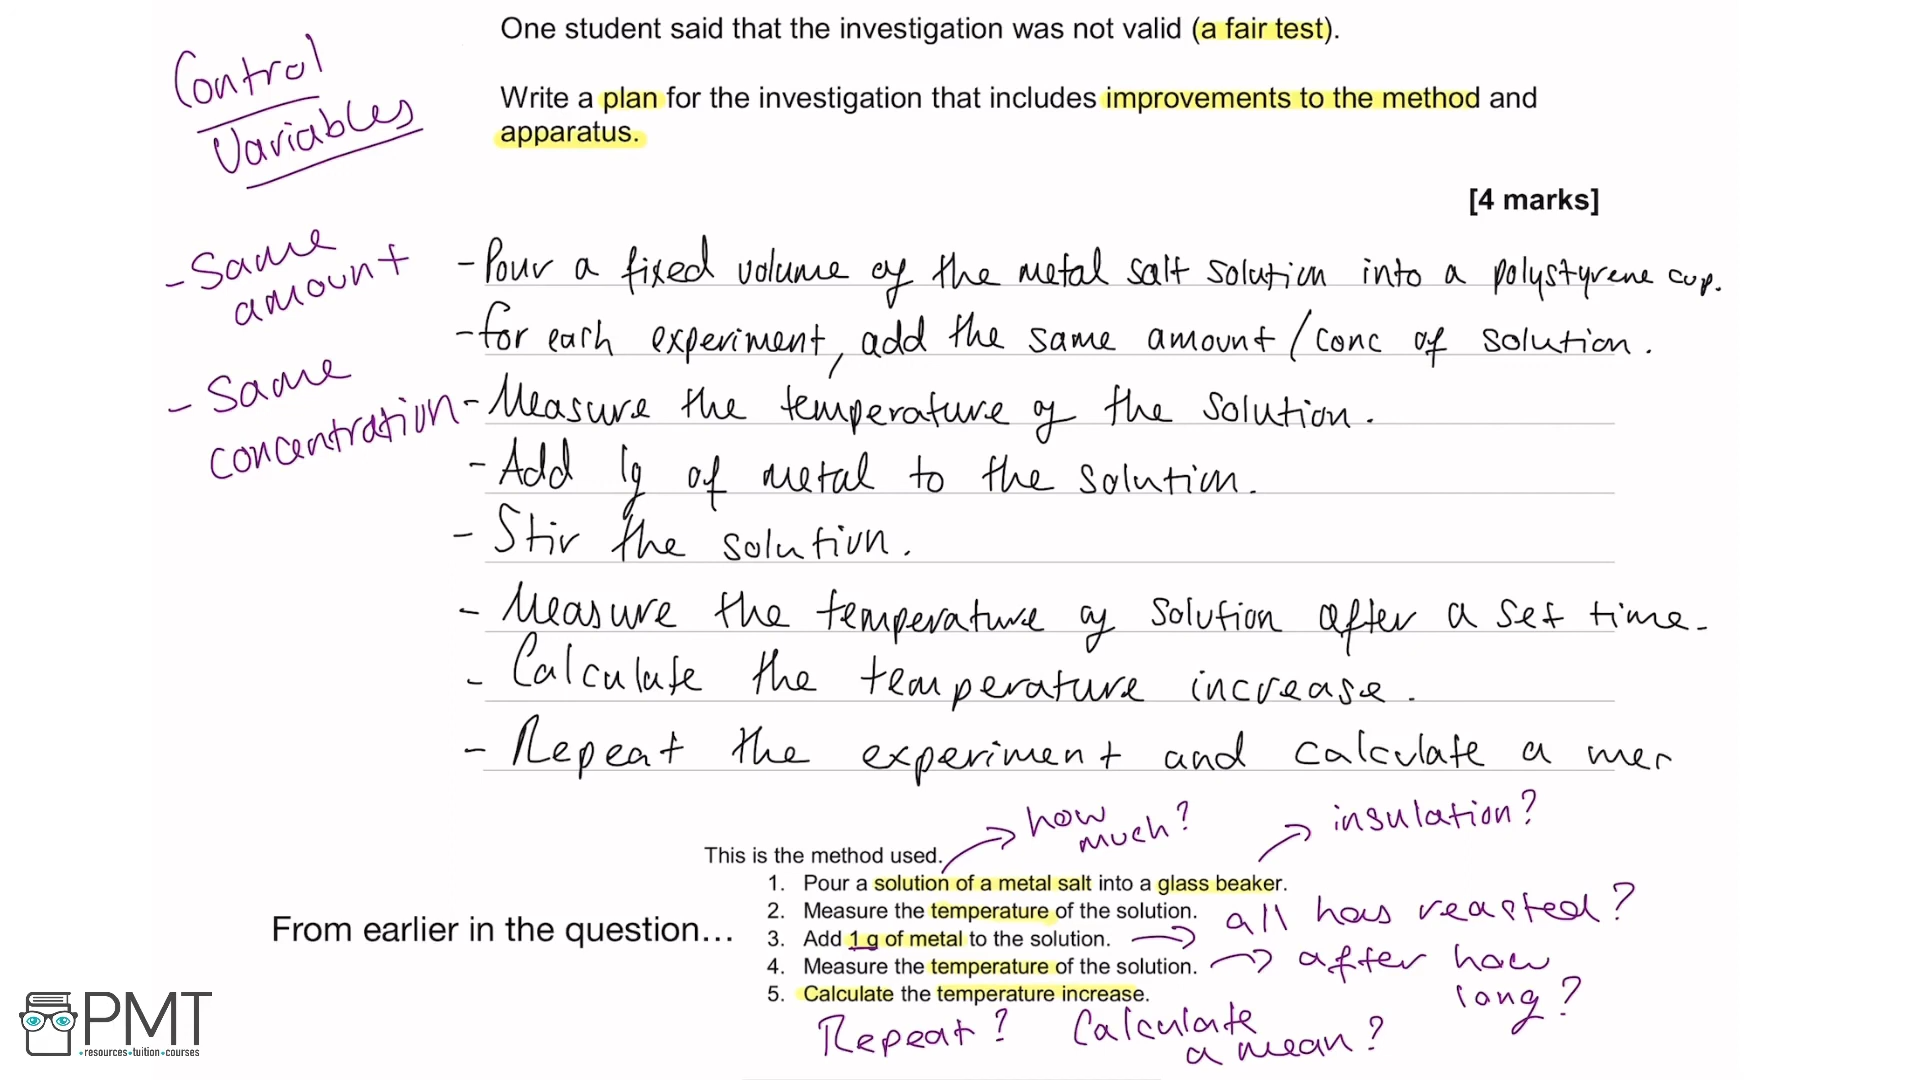 One student said that the investigation was not valid (a fair test).
Write a plan for the investigation that includes improvements to the method and
apparatus.
[4 marks]
Control
Variables
- Same
amount
- Same
concentration
- Pour a fixed volume of the metal salt solution into a polystyrene cup.
- for each experiment, add the same amount / conc of solution.
- Measure the temperature of the solution.
- Add 1g of metal to the solution.
- Stir the solution.
- Measure the temperature of solution after a set time.
- Calculate the temperature increase.
- Repeat the experiment and calculate a
how
much?
insulation?
This is the method used.
1. Pour a solution of a metal salt into a glass beaker.
2. Measure the temperature of the solution.
all has reacted?
From earlier in the question...
3. Add 1 g of metal to the solution.
4. Measure the temperature of the solution.
after how
long?
5. Calculate the temperature increase.
Repeat?
Calculate
a mean?
PMT
•resources•tuition•courses